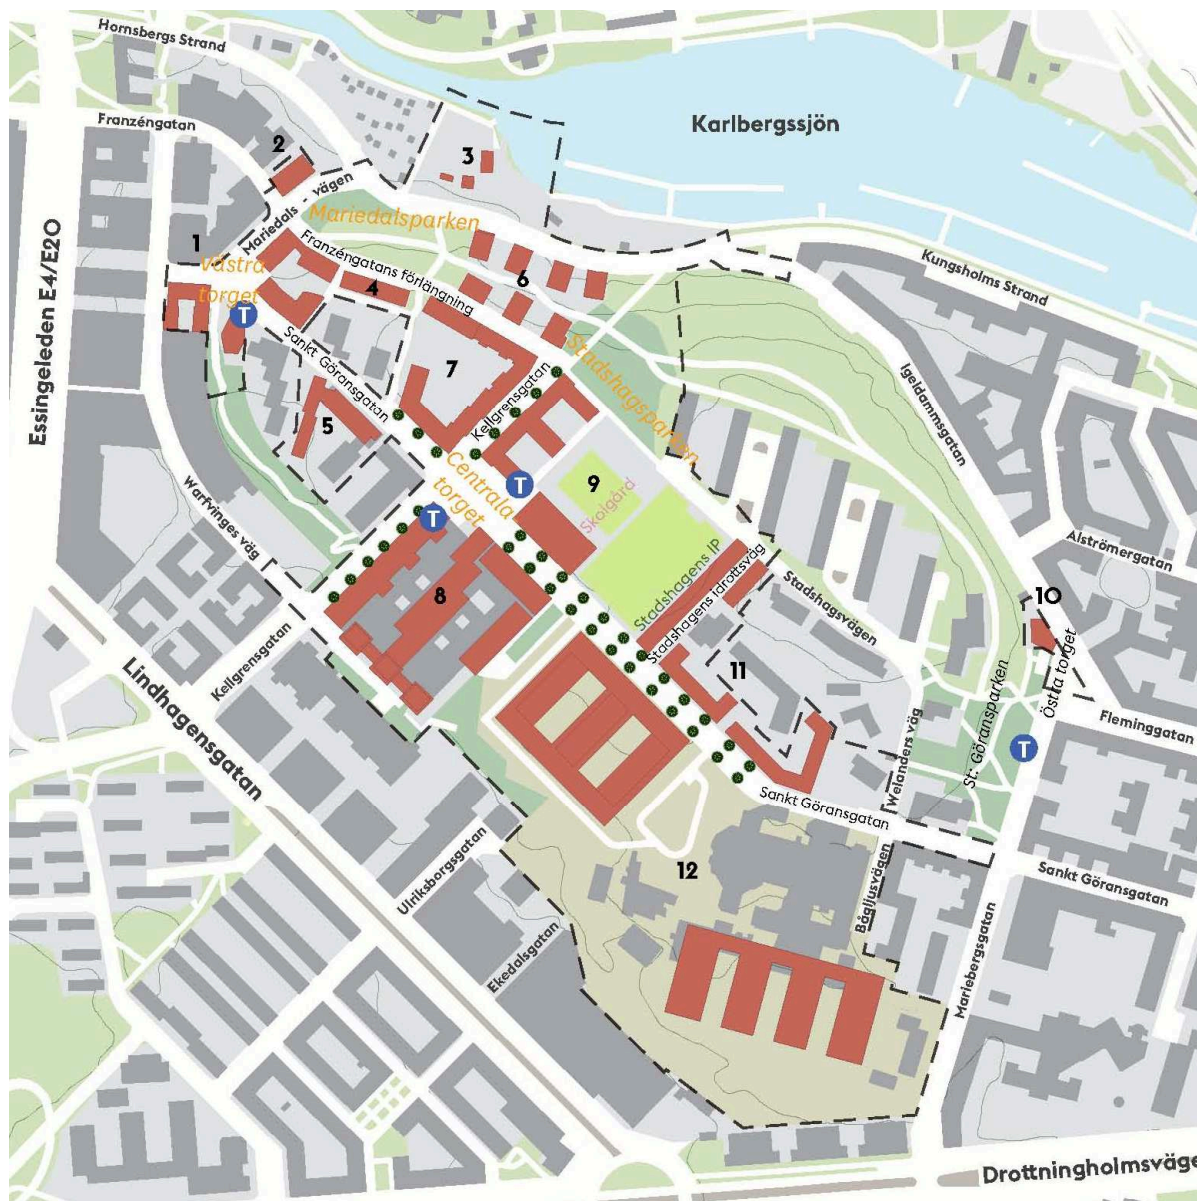 Hornsbergs Strand
Franzéngatan
Karlbergssjön
2
3
Mariedals - vägen
Mariedalsparken
1
västra
torget
T
Franzéngatans förlängning
4
6
Kungsholms Strand
Essingeleden E4/E20
Sankt Göransgatan
7
Kellgrensgatan
Stadshagsparken
Igeldammsgatan
5
Centrala
torget
T
T
9
Skolgård
Warfvinges väg
Stadshagens IP
Stadshagens Idrottsväg
Stadshagsvägen
Alströmergatan
8
10
Östra torget
11
Kellgrensgatan
Lindhagensgatan
St: Göransparken
Welanders väg
Fleminggatan
T
Sankt Göransgatan
Ulriksborgsgatan
12
Bågljusvägen
Sankt Göransgatan
Ekedalsgatan
Mariebergsgatan
Drottningholmsväge